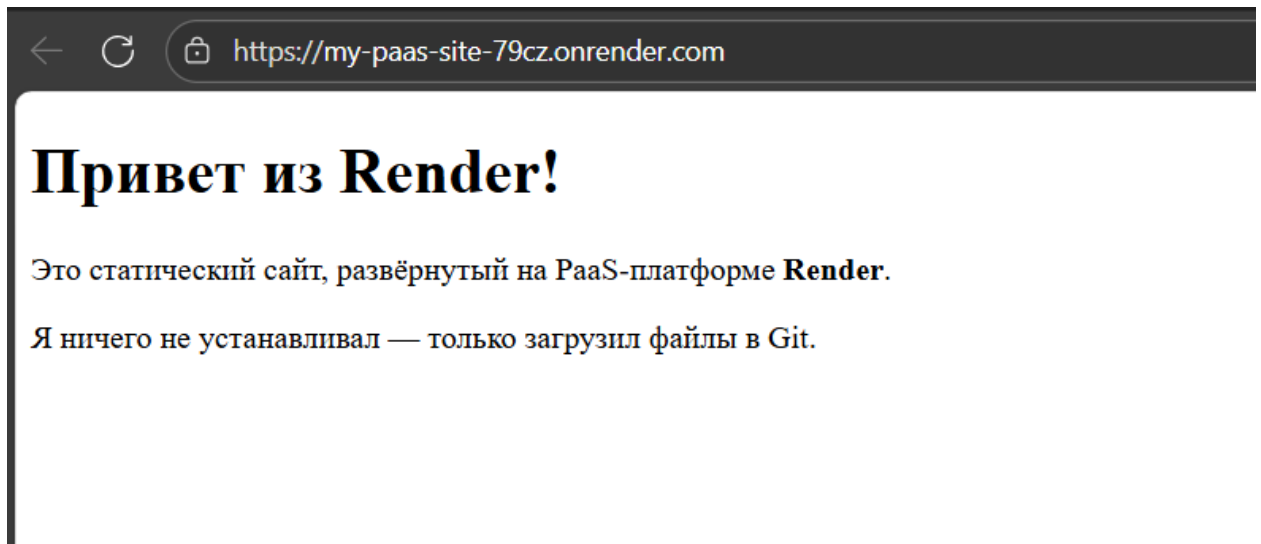 https://my-paas-site-79cz.onrender.com
Привет из Render!
Это статический сайт, развёрнутый на PaaS-платформе Render.
Я ничего не устанавливал — только загрузил файлы в Git.